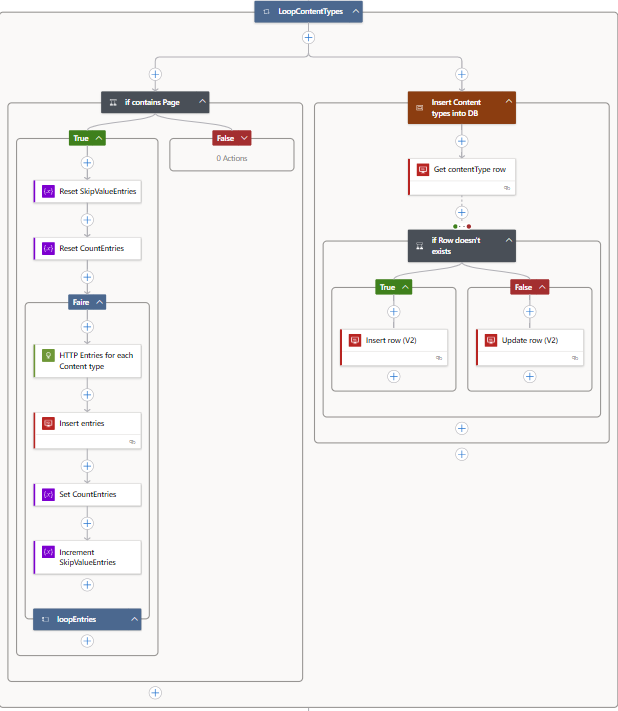 LoopContentTypes
if contains Page
True
False
0 Actions
Reset SkipValueEntries
Reset CountEntries
Faire
HTTP Entries for each
Content type
Insert entries
Set CountEntries
Increment
SkipValueEntries
loopEntries
Insert Content
types into DB
Get contentType row
if Row doesn't
exists
True
False
Insert row (V2)
Update row (V2)